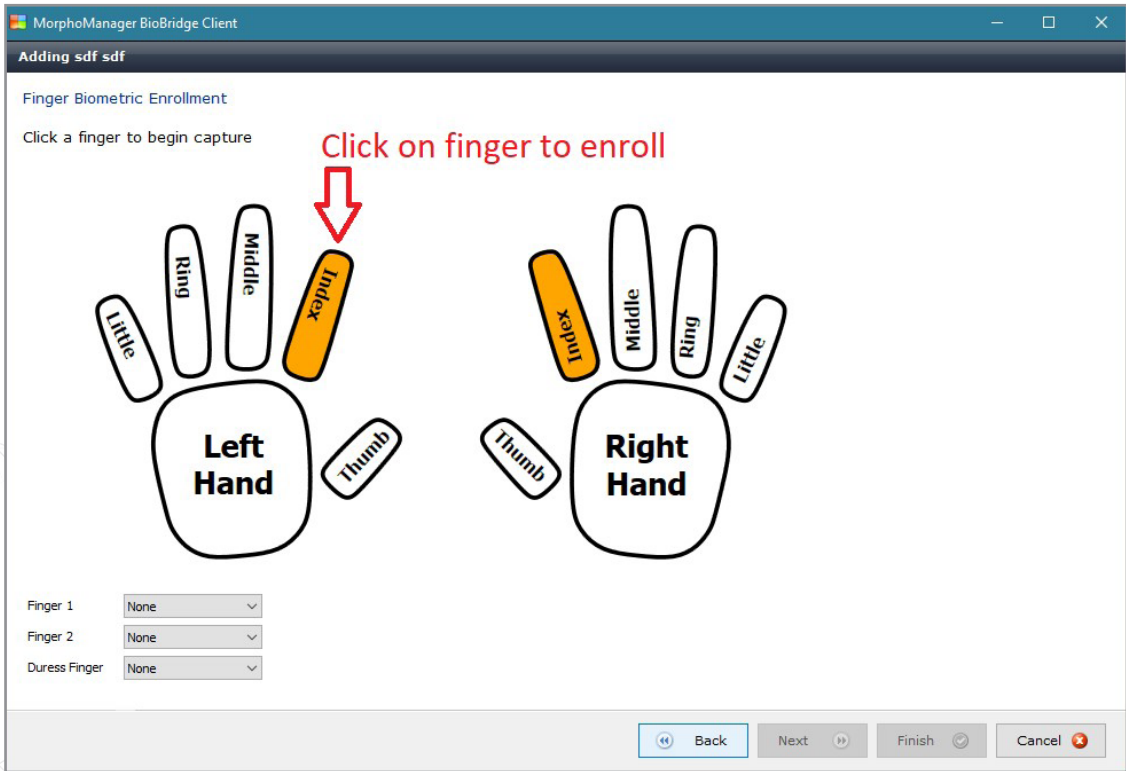 MorphoManager BioBridge Client
Adding sdf sdf
Finger Biometric Enrollment
Click a finger to begin capture
Click on finger to enroll
Little
Ring
Middle
Index
Thumb
Left
Hand
Thumb
Index
Middle
Ring
Little
Right
Hand
Finger 1 None
Finger 2 None
Duress Finger None
Back Next Finish Cancel